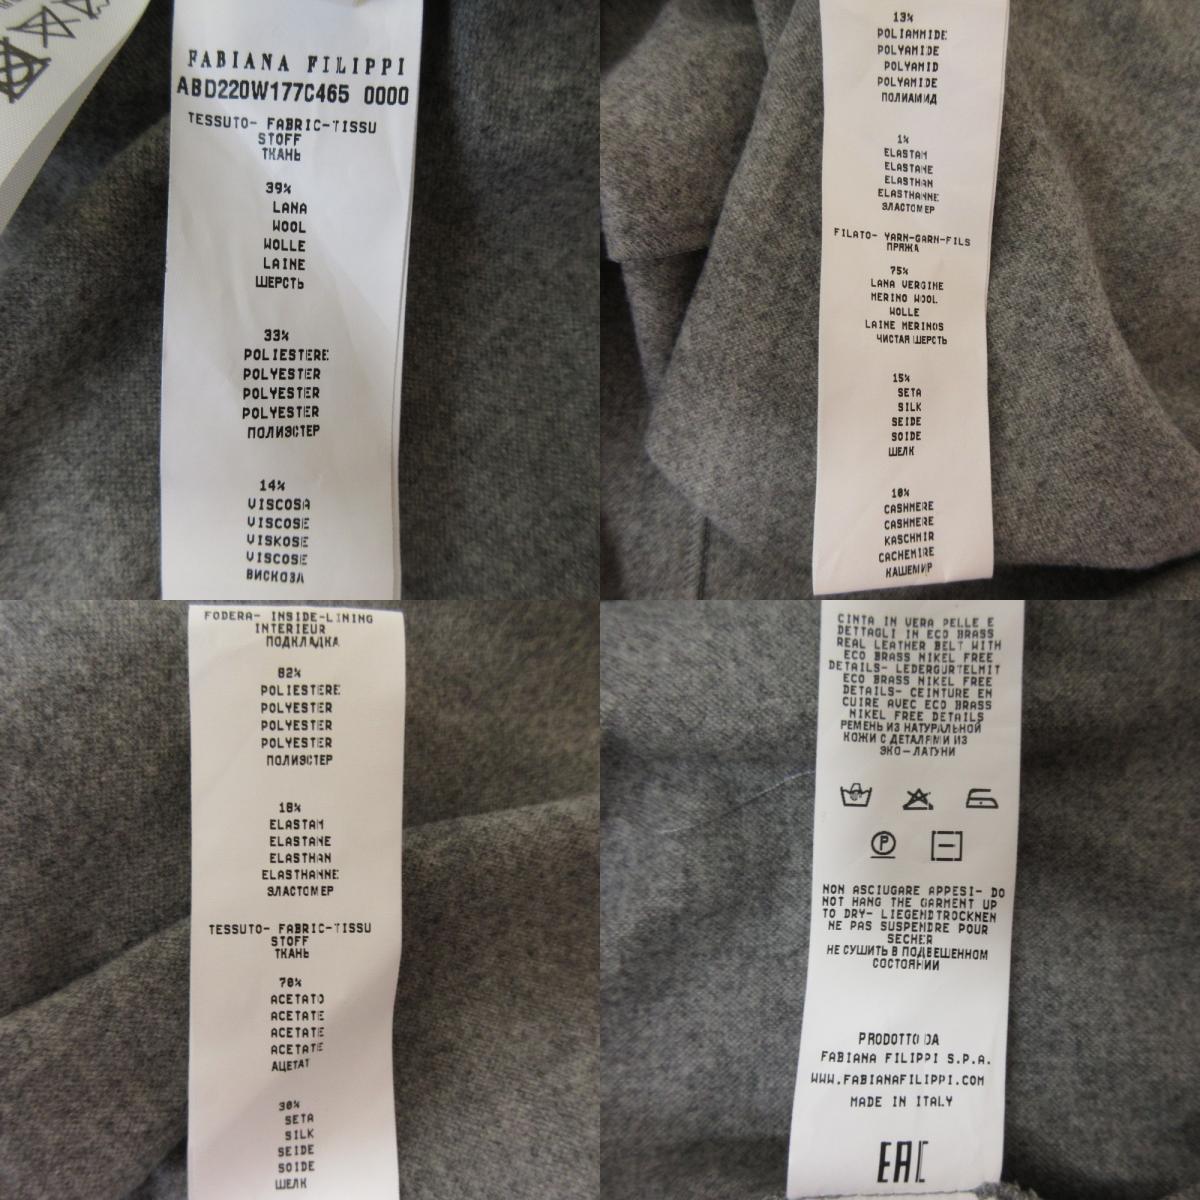 FABIANA FILIPPI
ABD220W177C465 0000
TESSUTO- FABRIC-TISSU
STOFF
ТКАНЬ
39%
LANA
WOOL
WOLLE
LAINE
ШЕРСТЬ
33%
POLIESTERE
POLYESTER
POLYESTER
POLYESTER
ПОЛИЭСТЕР
14%
VISCOSA
VISCOSE
VISKOSE
VISCOSE
ВИСКОЗА
13%
POLIAMMIDE
POLYAMIDE
POLYAMID
POLYAMIDE
ПОЛИАМИД
1%
ELASTAM
ELASTANE
ELASTHAN
ELASTHANNE
ЭЛАСТОМЕР
FILATO- YARN-GARN-FILS
ПРЯЖА
75%
LANA VERGINE
MERINO WOOL
WOLLE
LAINE MERINOS
ЧИСТАЯ ШЕРСТЬ
15%
SETA
SILK
SEIDE
SOIDE
ШЕЛК
10%
CASHMERE
CASHMERE
KASCHMIR
CACHEMIRE
КАШЕМИР
FODERA- INSIDE-LINING
INTERIEUR
ПОДКЛАДКА
82%
POLIESTERE
POLYESTER
POLYESTER
POLYESTER
ПОЛИЭСТЕР
18%
ELASTAM
ELASTANE
ELASTHAN
ELASTHANNE
ЭЛАСТОМЕР
TESSUTO- FABRIC-TISSU
STOFF
ТКАНЬ
70%
ACETATO
ACETATE
ACETATE
ACETATE
АЦЕТАТ
30%
SETA
SILK
SEIDE
SOIDE
ШЕЛК
CINTA IN VERA PELLE E
DETTAGLI IN ECO BRASS
REAL LEATHER BELT WITH
ECO BRASS NIKEL FREE
DETAILS- LEDERGURTELMIT
ECO BRASS NIKEL FREE
DETAILS- CEINTURE EN
CUIRE AVEC ECO BRASS
NIKEL FREE DETAILS
РЕМЕНЬ ИЗ НАТУРАЛЬНОЙ
КОЖИ С ДЕТАЛЯМИ ИЗ
ЭКО-ЛАТУНИ
P
NON ASCIUGARE APPESI- DO
NOT HANG THE GARMENT UP
TO DRY- LIEGENDTROCKNEN
NE PAS SUSPENDRE POUR
SECHER
НЕ СУШИТЬ В ПОДВЕШЕННОМ
СОСТОЯНИИ
PRODOTTO DA
FABIANA FILIPPI S.P.A.
WWW.FABIANAFILIPPI.COM
MADE IN ITALY
EAC